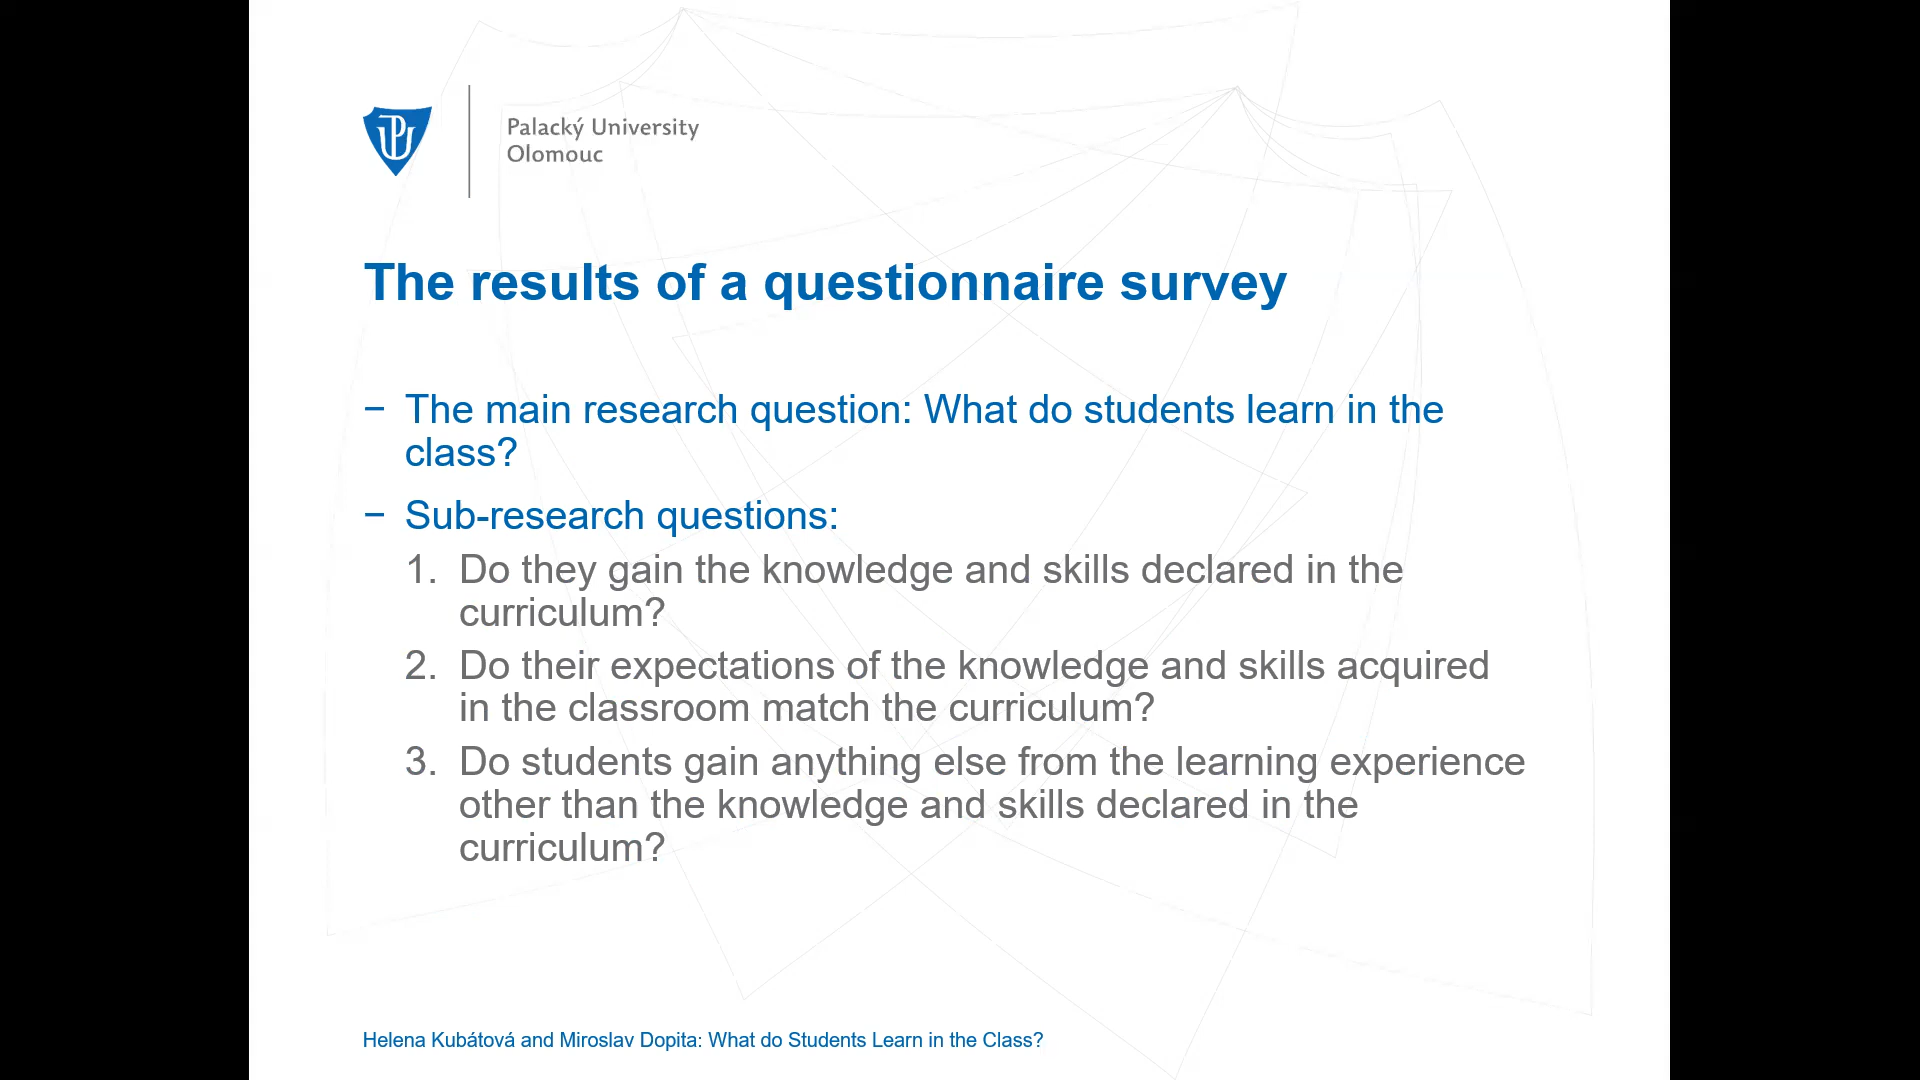 Palacký University
Olomouc
The results of a questionnaire survey
− The main research question: What do students learn in the
class?
− Sub-research questions:
1. Do they gain the knowledge and skills declared in the
curriculum?
2. Do their expectations of the knowledge and skills acquired
in the classroom match the curriculum?
3. Do students gain anything else from the learning experience
other than the knowledge and skills declared in the
curriculum?
Helena Kubátová and Miroslav Dopita: What do Students Learn in the Class?